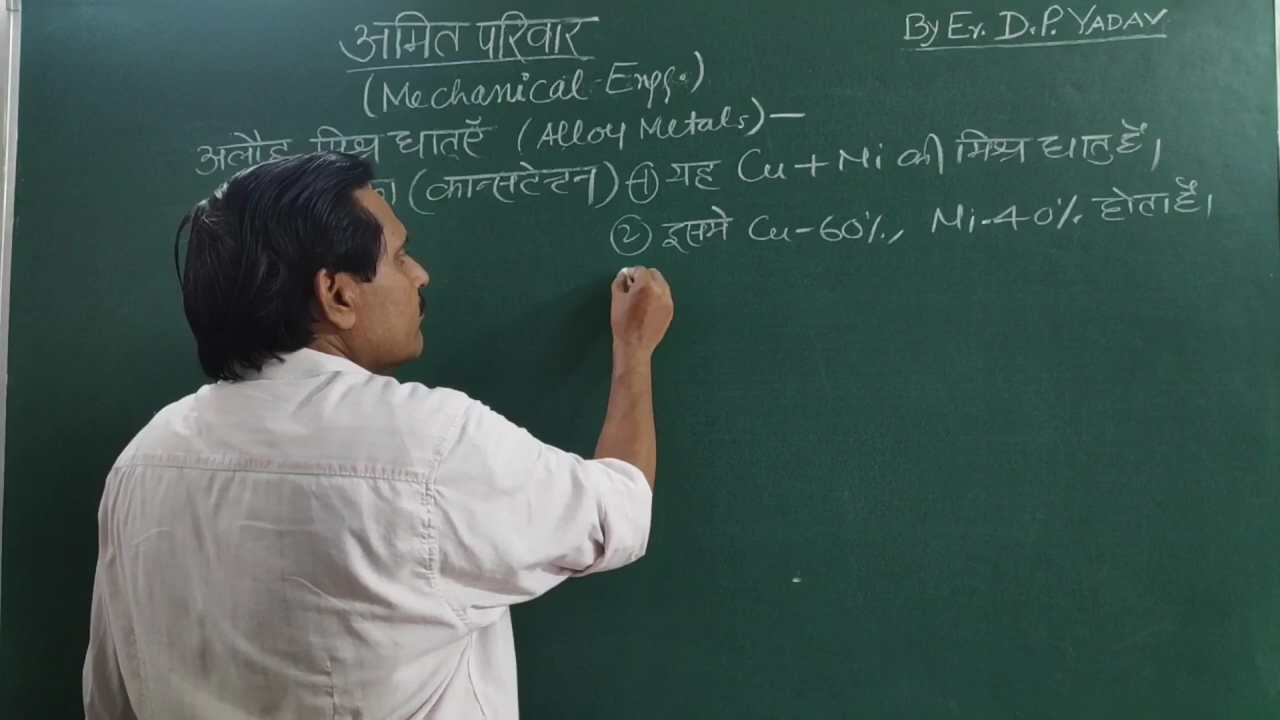 अमित परिवार
By Er. D.P. YADAV
(Mechanical Engg.)
अलौह मिश्र धातुएँ (Alloy Metals)—
(कान्सटेन्टन) ① यह Cu + Ni की मिश्र धातु हैं।
② इसमे Cu-60%, Ni-40% होता हैं।